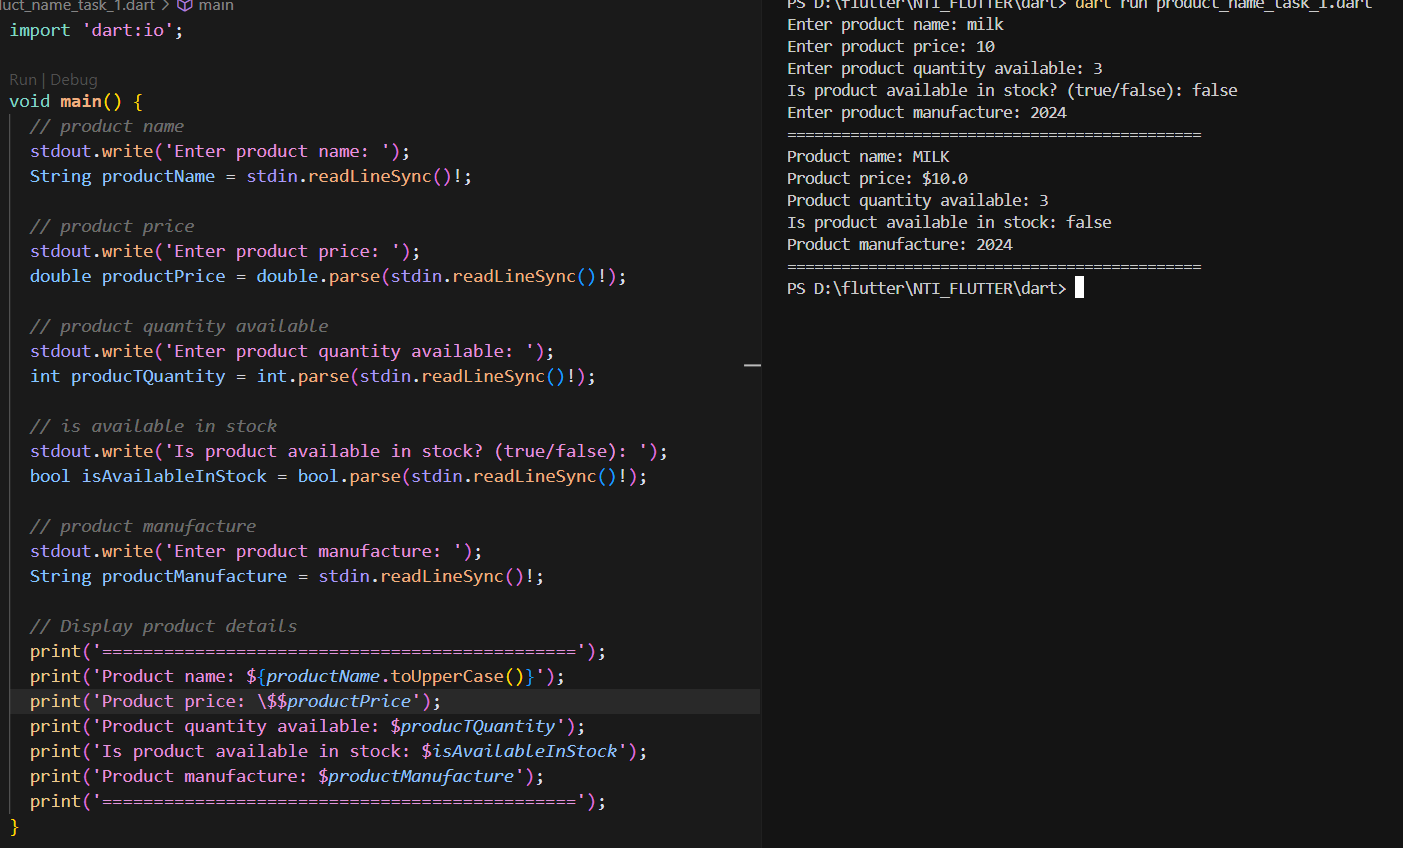 uct_name_task_1.dart > main
import 'dart:io';
Run | Debug
void main() {
// product name
stdout.write('Enter product name: ');
String productName = stdin.readLineSync()!;
// product price
stdout.write('Enter product price: ');
double productPrice = double.parse(stdin.readLineSync()!);
// product quantity available
stdout.write('Enter product quantity available: ');
int producTQuantity = int.parse(stdin.readLineSync()!);
// is available in stock
stdout.write('Is product available in stock? (true/false): ');
bool isAvailableInStock = bool.parse(stdin.readLineSync()!);
// product manufacture
stdout.write('Enter product manufacture: ');
String productManufacture = stdin.readLineSync()!;
// Display product details
print('==============================================');
print('Product name: ${productName.toUpperCase()}');
print('Product price: \$$productPrice');
print('Product quantity available: $producTQuantity');
print('Is product available in stock: $isAvailableInStock');
print('Product manufacture: $productManufacture');
print('==============================================');
}
PS D:\flutter\NTI_FLUTTER\dart> dart run product_name_task_1.dart
Enter product name: milk
Enter product price: 10
Enter product quantity available: 3
Is product available in stock? (true/false): false
Enter product manufacture: 2024
==============================================
Product name: MILK
Product price: $10.0
Product quantity available: 3
Is product available in stock: false
Product manufacture: 2024
==============================================
PS D:\flutter\NTI_FLUTTER\dart>